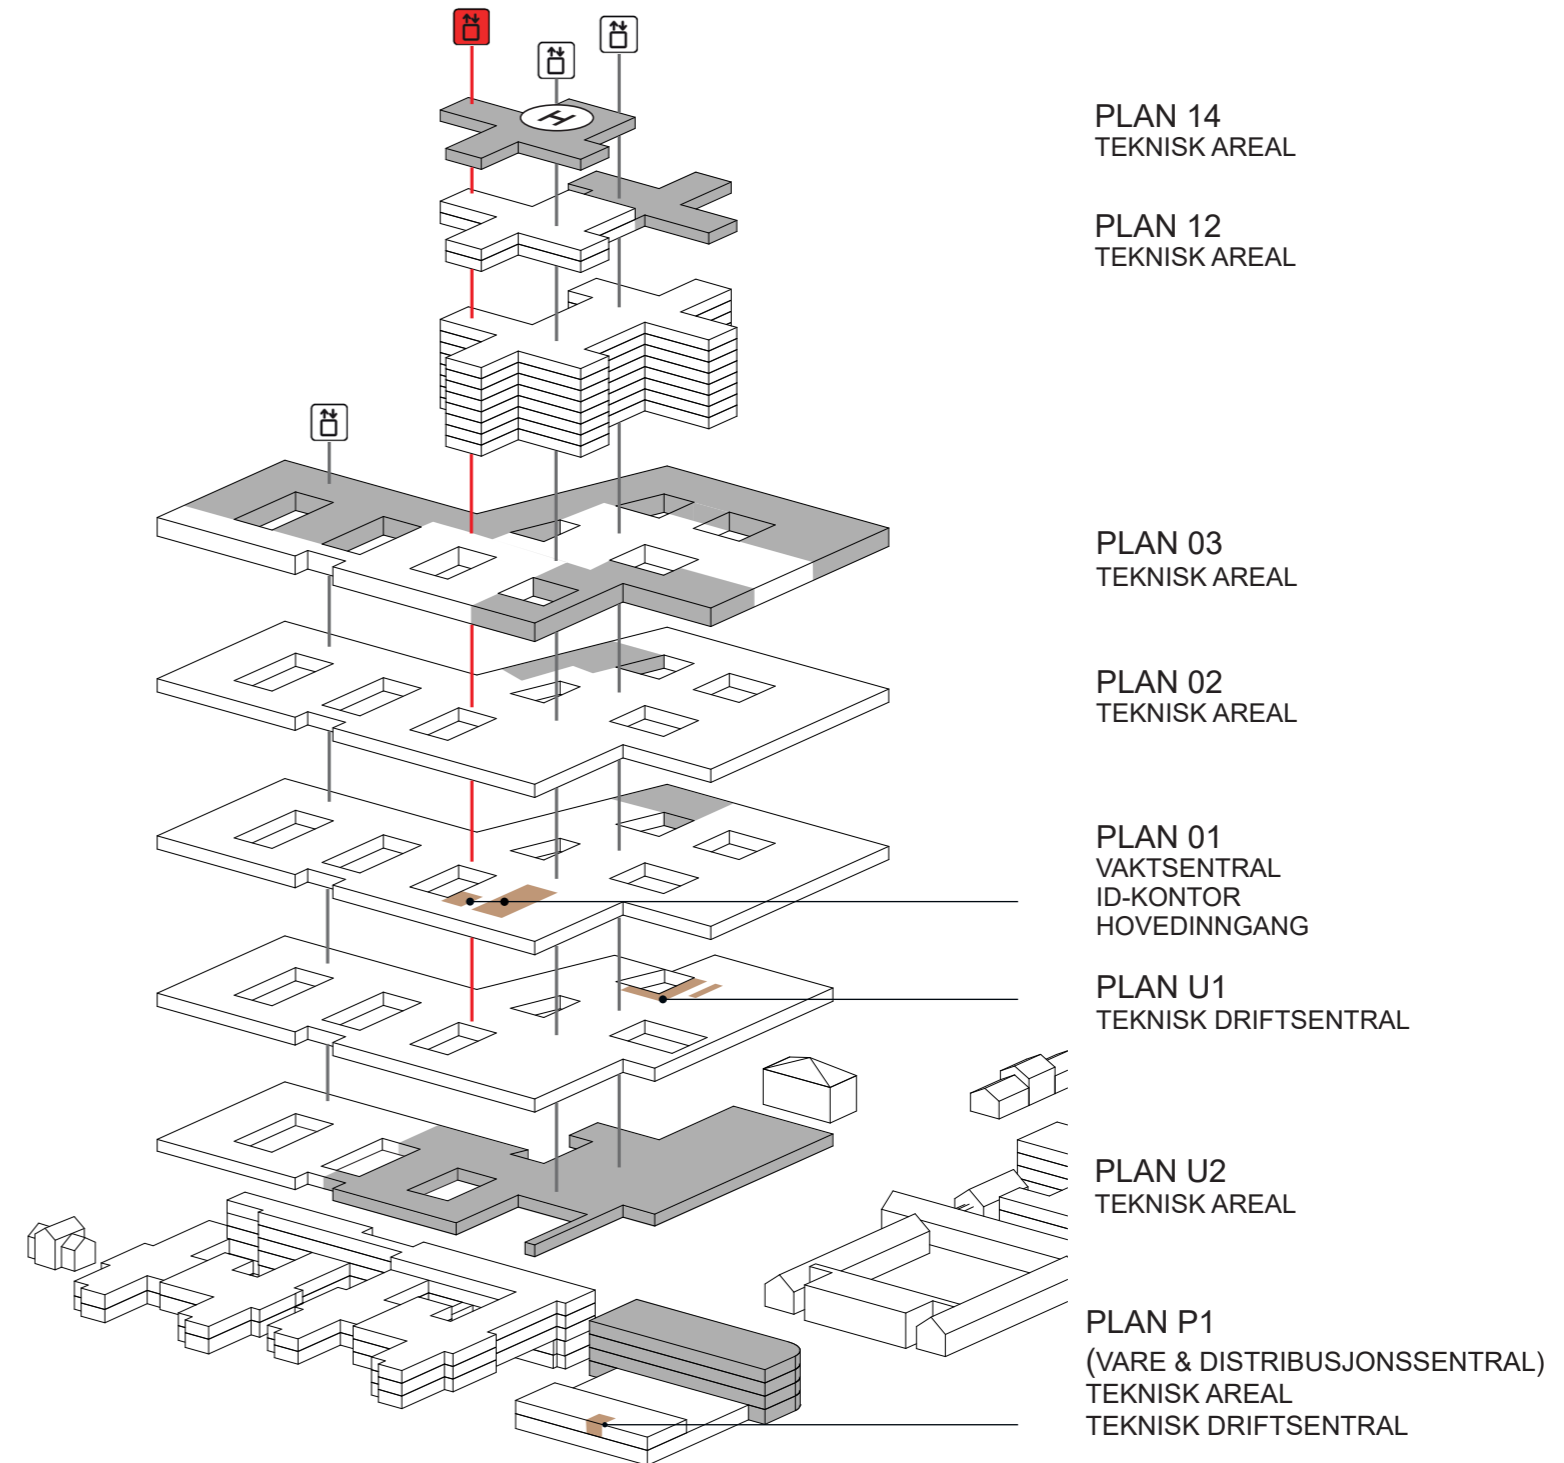 H
PLAN 14
TEKNISK AREAL
PLAN 12
TEKNISK AREAL
PLAN 03
TEKNISK AREAL
PLAN 02
TEKNISK AREAL
PLAN 01
VAKTSENTRAL
ID-KONTOR
HOVEDINNGANG
PLAN U1
TEKNISK DRIFTSENTRAL
PLAN U2
TEKNISK AREAL
PLAN P1
(VARE & DISTRIBUSJONSSENTRAL)
TEKNISK AREAL
TEKNISK DRIFTSENTRAL